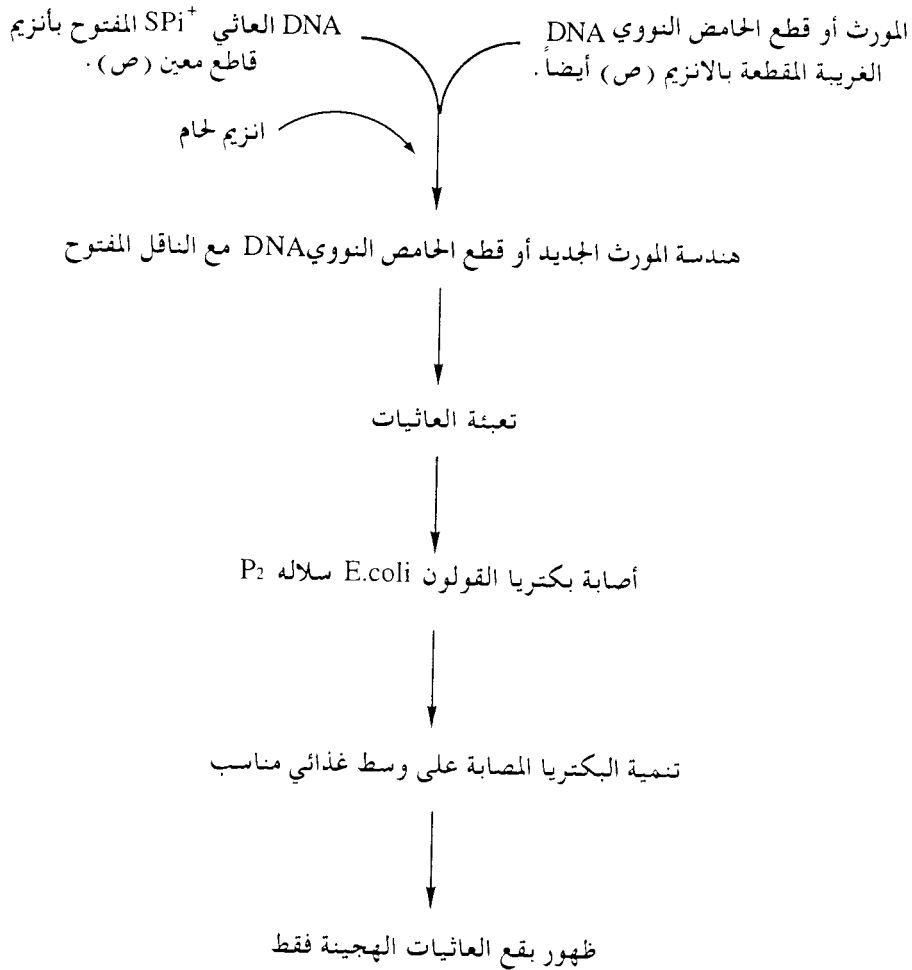 المورث أو قطع الحامض النووي DNA
الغريبة المقطعة بالانزيم (ص) أيضاً.
DNA العاثي SPi⁺ المفتوح بأنزيم
قاطع معين (ص).
انزيم لحام
هندسة المورث الجديد أو قطع الحامص النووي DNA مع الناقل المفتوح
تعبئة العاثيات
أصابة بكتريا القولون E.coli سلاله P₂
تنمية البكتريا المصابة على وسط غذائي مناسب
ظهور بقع العاثيات الهجينة فقط